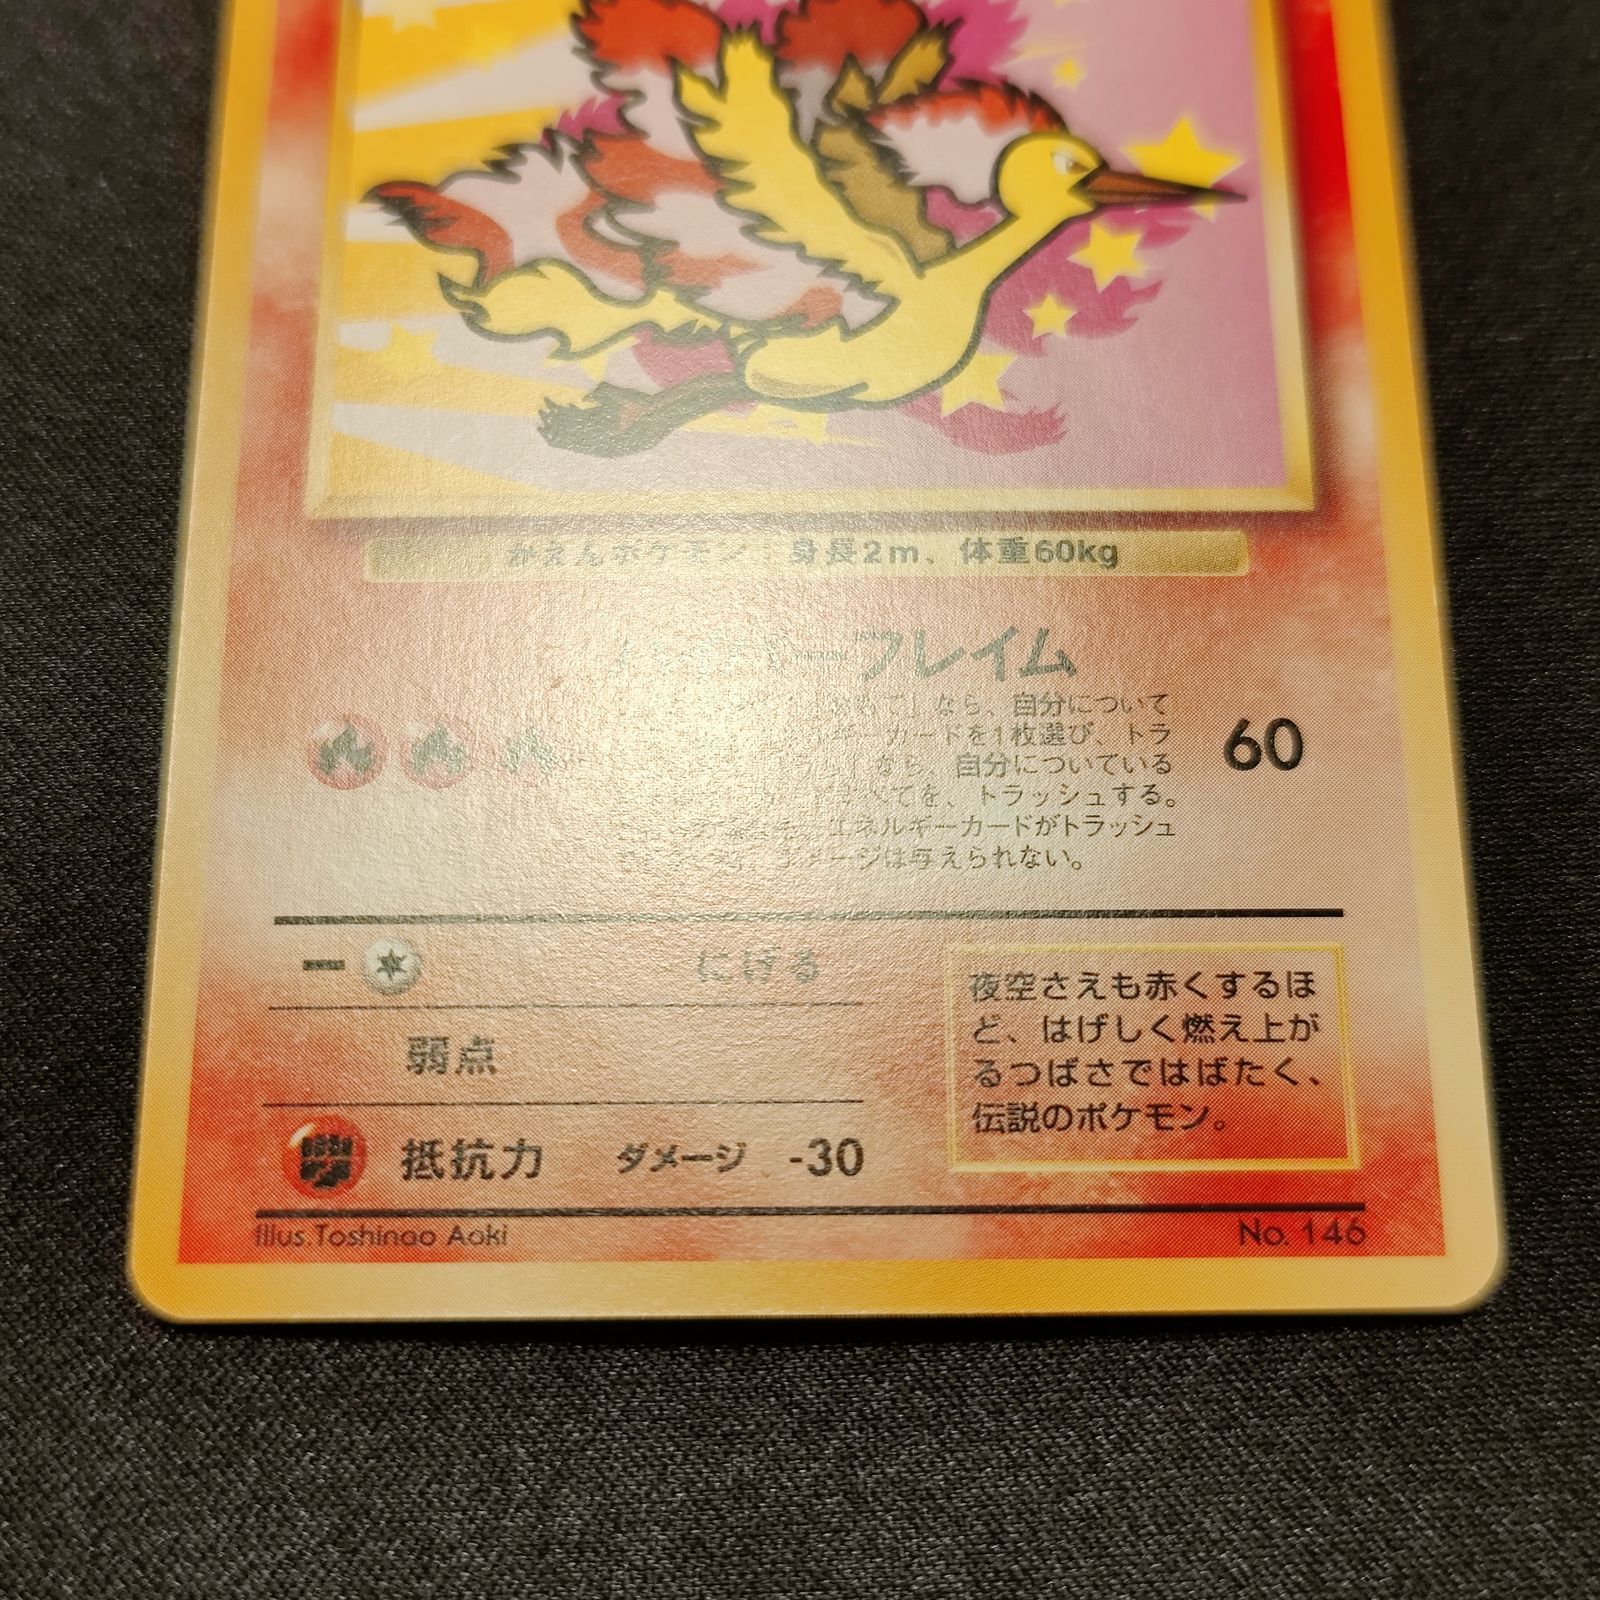 かえんポケモン：身長2m、体重60kg
フレイム
なら、自分について
カードを1枚選び、トラ
なら、自分についている
べてを、トラッシュする。
エネルギーカードがトラッシュ
ージは与えられない。
60
にげる
弱点
抵抗力 ダメージ -30
夜空さえも赤くするほ
ど、はげしく燃え上が
るつばさではばたく、
伝説のポケモン。
Illus.Toshinao Aoki
No. 146